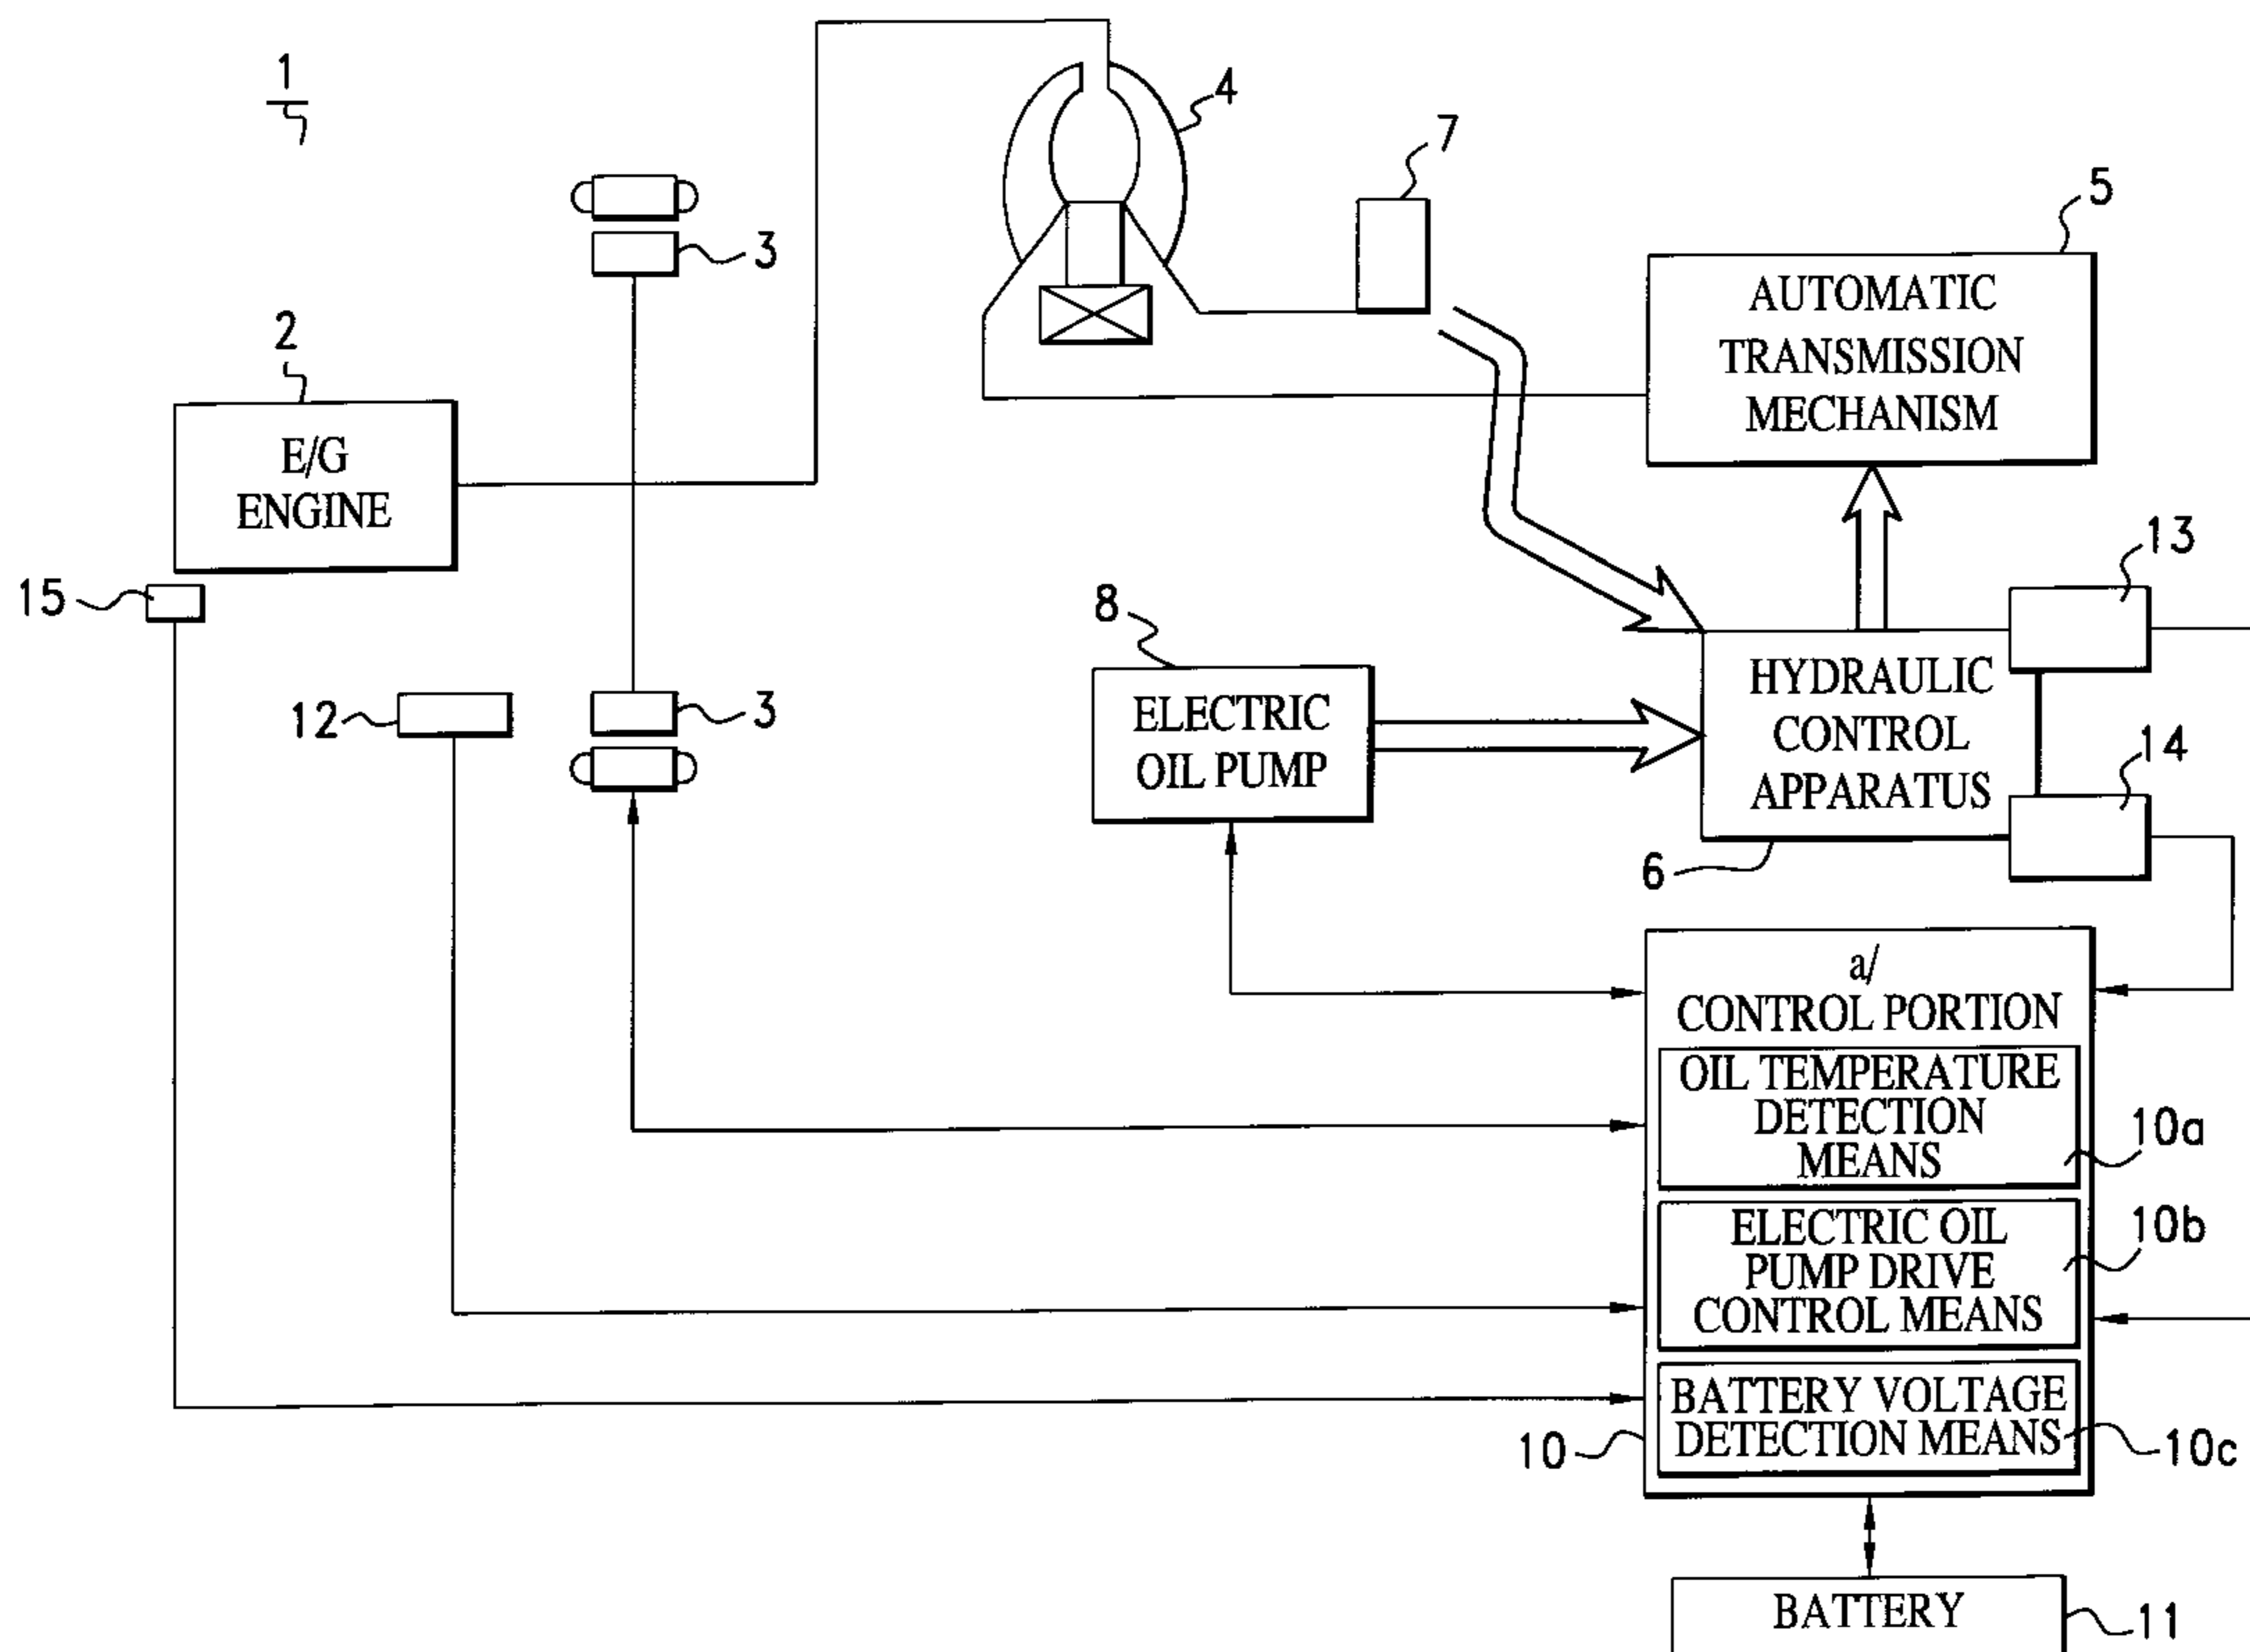 1
4
7
5
AUTOMATIC
TRANSMISSION
MECHANISM
3
2
E/G
ENGINE
13
15
8
HYDRAULIC
CONTROL
APPARATUS
12
3
ELECTRIC
OIL PUMP
14
6
a/
CONTROL PORTION
OIL TEMPERATURE
DETECTION
MEANS
10a
ELECTRIC OIL
PUMP DRIVE
CONTROL MEANS
10b
BATTERY VOLTAGE
DETECTION MEANS
10
10c
BATTERY
11